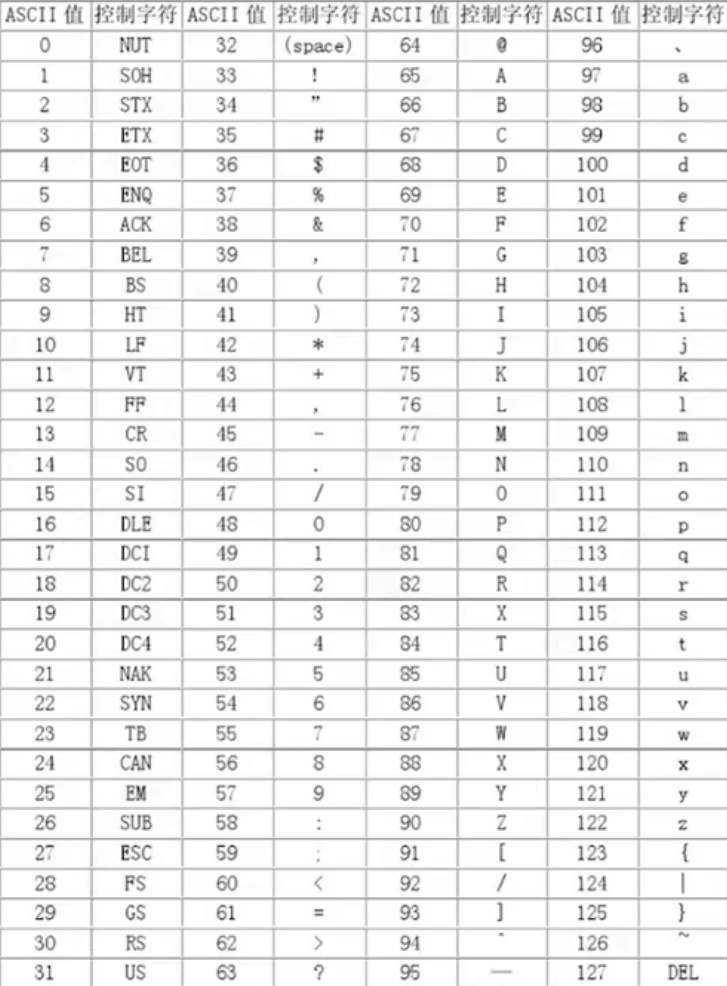 ASCII 值 控制字符 ASCII 值 控制字符 ASCII 值 控制字符 ASCII 值 控制字符
0 NUT 32 (space) 64 @ 96 、
1 SOH 33 ! 65 A 97 a
2 STX 34 ” 66 B 98 b
3 ETX 35 # 67 C 99 c
4 EOT 36 $ 68 D 100 d
5 ENQ 37 % 69 E 101 e
6 ACK 38 & 70 F 102 f
7 BEL 39 , 71 G 103 g
8 BS 40 ( 72 H 104 h
9 HT 41 ) 73 I 105 i
10 LF 42 * 74 J 106 j
11 VT 43 + 75 K 107 k
12 FF 44 , 76 L 108 l
13 CR 45 - 77 M 109 m
14 SO 46 . 78 N 110 n
15 SI 47 / 79 O 111 o
16 DLE 48 0 80 P 112 p
17 DCI 49 1 81 Q 113 q
18 DC2 50 2 82 R 114 r
19 DC3 51 3 83 X 115 s
20 DC4 52 4 84 T 116 t
21 NAK 53 5 85 U 117 u
22 SYN 54 6 86 V 118 v
23 TB 55 7 87 W 119 w
24 CAN 56 8 88 X 120 x
25 EM 57 9 89 Y 121 y
26 SUB 58 : 90 Z 122 z
27 ESC 59 ; 91 [ 123 {
28 FS 60 < 92 / 124 |
29 GS 61 = 93 ] 125 }
30 RS 62 > 94 ^ 126 ~
31 US 63 ? 95 — 127 DEL